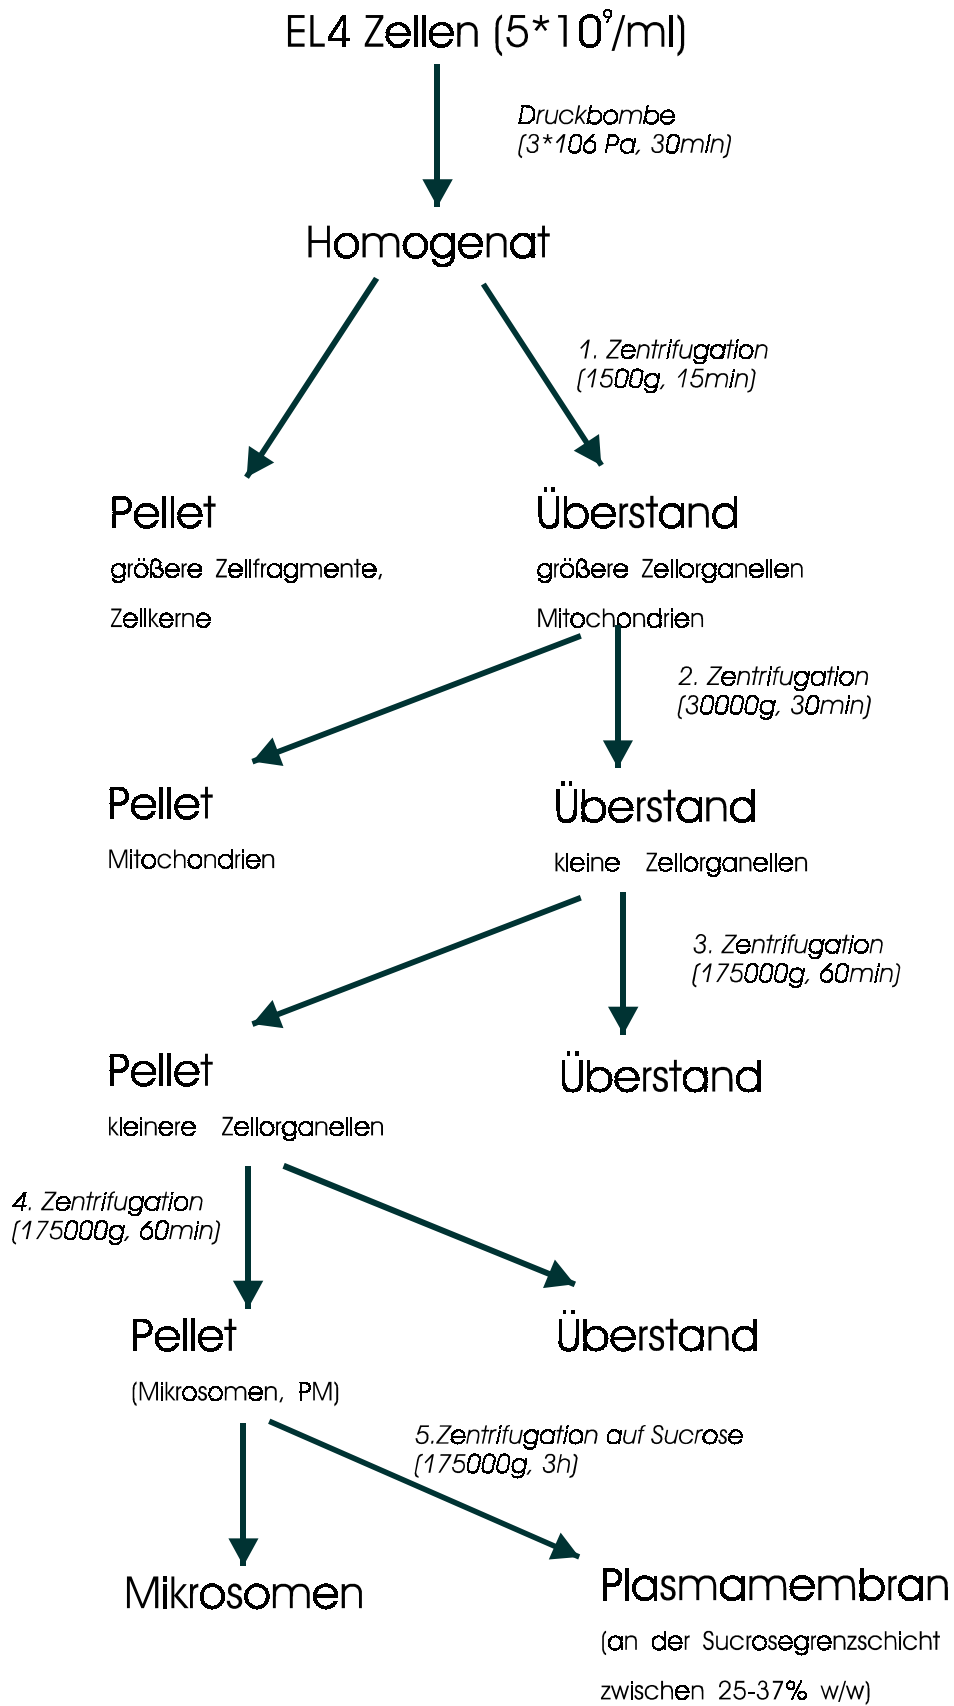 EL4 Zellen (5*10⁹/ml)
Druckbombe
(3*106 Pa, 30min)
Homogenat
1. Zentrifugation
(1500g, 15min)
Pellet
größere Zellfragmente,
Zellkerne
Überstand
größere Zellorganellen
Mitochondrien
2. Zentrifugation
(30000g, 30min)
Pellet
Mitochondrien
Überstand
kleine Zellorganellen
3. Zentrifugation
(175000g, 60min)
Pellet
kleinere Zellorganellen
Überstand
4. Zentrifugation
(175000g, 60min)
Pellet
(Mikrosomen, PM)
Überstand
5.Zentrifugation auf Sucrose
(175000g, 3h)
Mikrosomen
Plasmamembran
(an der Sucrosegrenzschicht
zwischen 25-37% w/w)